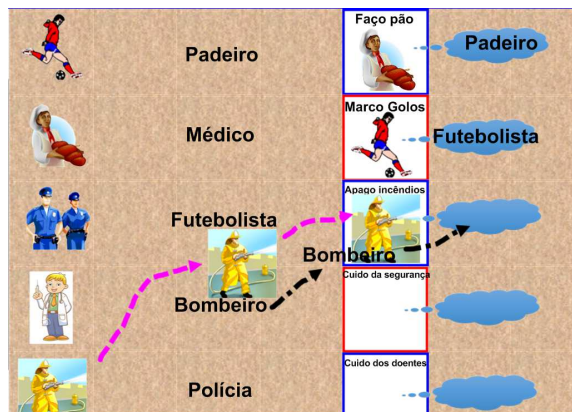 Padeiro
Médico
Futebolista
Bombeiro
Polícia
Faço pão
Padeiro
Marco Golos
Futebolista
Apago incêndios
Bombeiro
Cuido da segurança
Cuido dos doentes